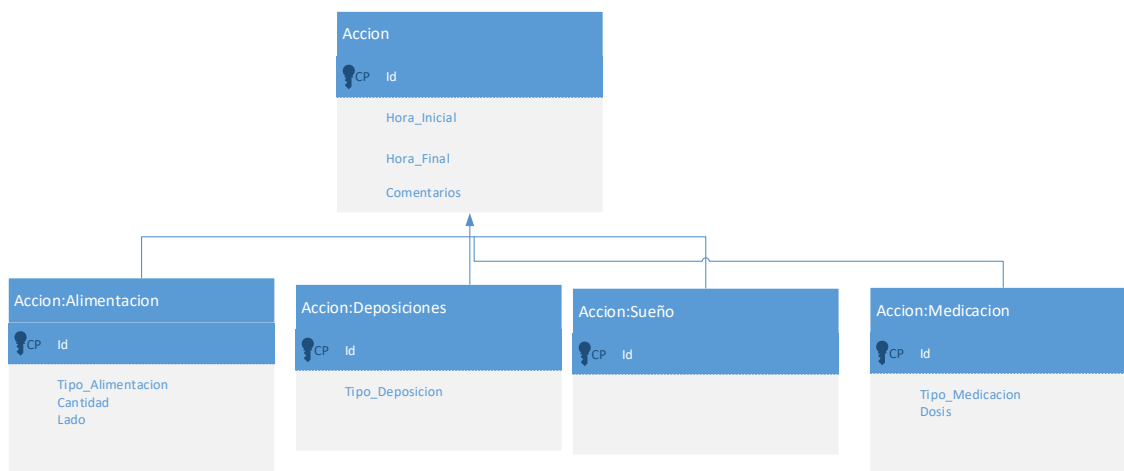 Accion
CP Id
Hora_Inicial
Hora_Final
Comentarios
Accion:Alimentacion
CP Id
Tipo_Alimentacion
Cantidad
Lado
Accion:Deposiciones
CP Id
Tipo_Deposicion
Accion:Sueño
CP Id
Accion:Medicacion
CP Id
Tipo_Medicacion
Dosis